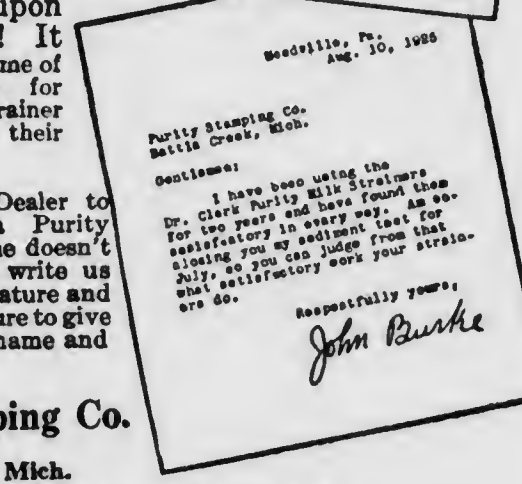 upon
! It
me of
for
rainer
their
Dealer to
a Purity
he doesn't
write us
ature and
ure to give
name and
ping Co.
Mich.
Meadville, Pa.
Aug. 10, 1925
Purity Stamping Co.
Battle Creek, Mich.
Gentlemen:
I have been using the
Dr. Clark Purity Milk Strainers
for two years and have found them
satisfactory in every way. Am en-
closing you my sediment test for
July, so you can judge from that
what satisfactory work your strain-
ers do.
Respectfully yours,
John Burke